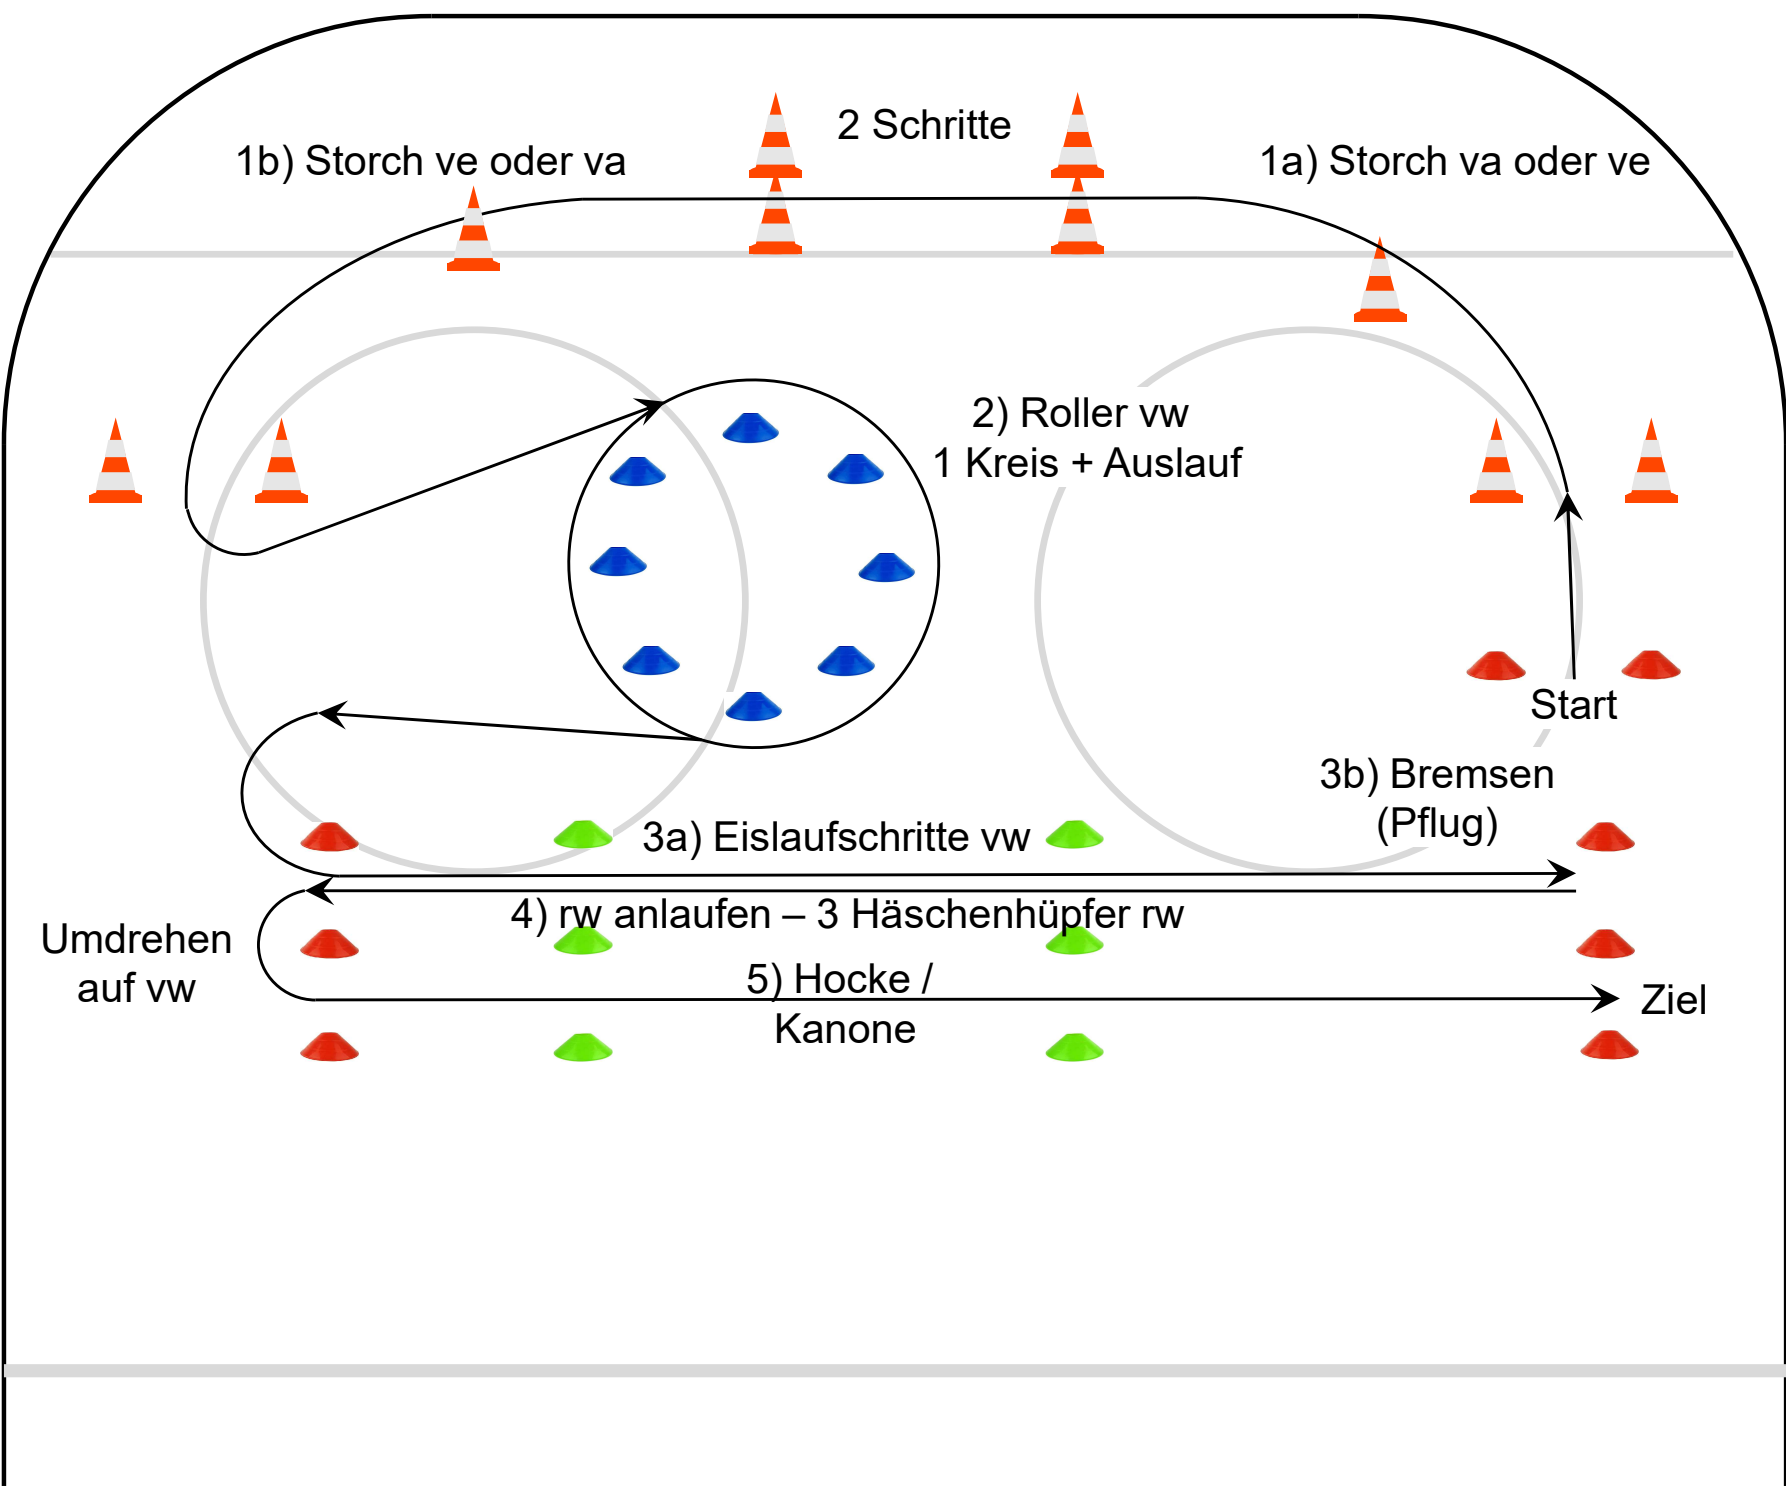 2 Schritte
1b) Storch ve oder va
1a) Storch va oder ve
2) Roller vw
1 Kreis + Auslauf
Start
3b) Bremsen
(Pflug)
3a) Eislaufschritte vw
4) rw anlaufen – 3 Häschenhüpfer rw
Umdrehen
auf vw
5) Hocke /
Kanone
Ziel